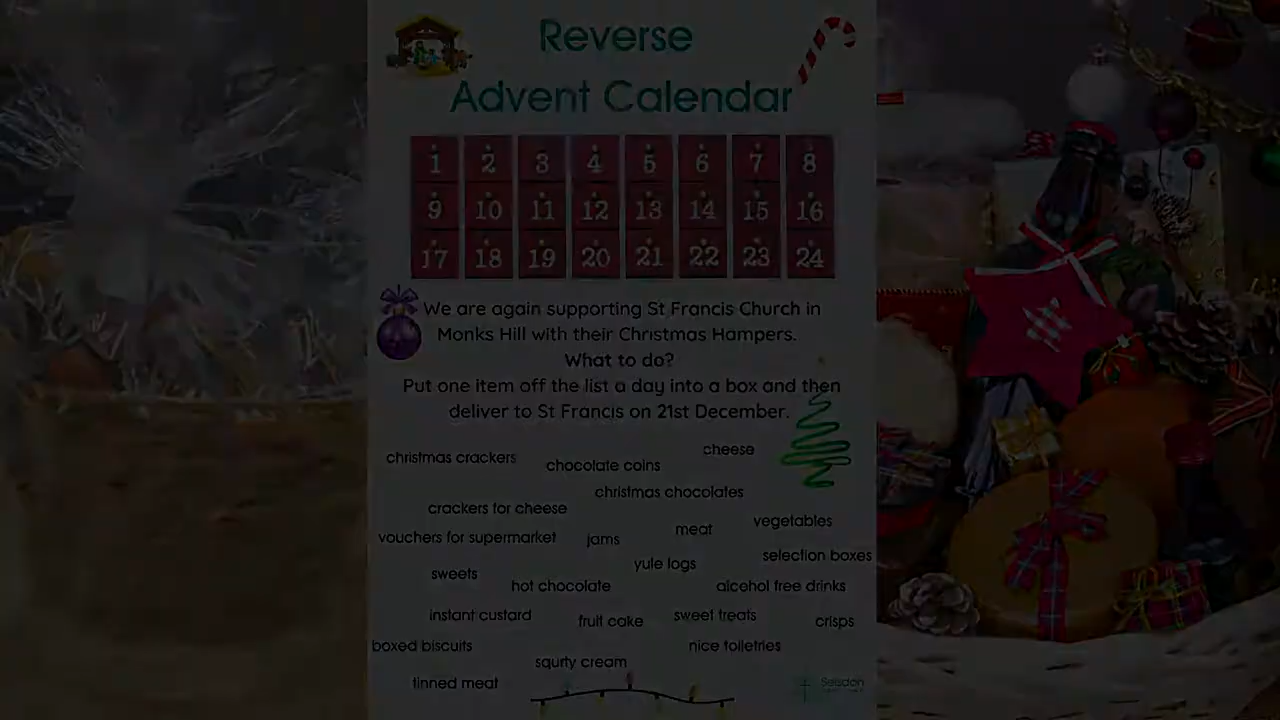 Reverse
Advent Calendar
1 2 3 4 5 6 7 8
9 10 11 12 13 14 15 16
17 18 19 20 21 22 23 24
We are again supporting St Francis Church in
Monks Hill with their Christmas Hampers.
What to do?
Put one item off the list a day into a box and then
deliver to St Francis on 21st December.
christmas crackers chocolate coins cheese
christmas chocolates
crackers for cheese
vegetables
vouchers for supermarket jams meat
selection boxes
yule logs
sweets
hot chocolate alcohol free drinks
instant custard fruit cake sweet treats crisps
boxed biscuits nice toiletries
squrty cream
tinned meat
Selsdon